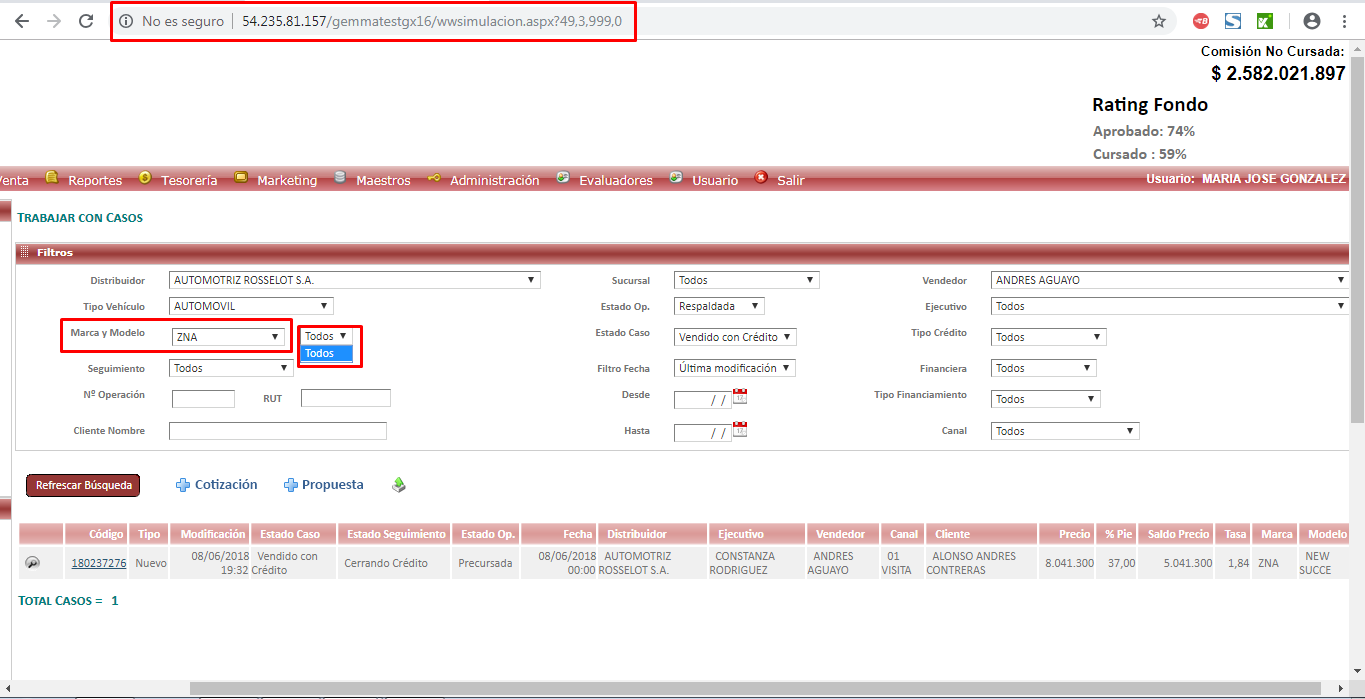 No es seguro | 54.235.81.157/gemmatestgx16/wwsimulacion.aspx?49,3,999,0
Comisión No Cursada:
$ 2.582.021.897
Rating Fondo
Aprobado: 74%
Cursado : 59%
Venta Reportes Tesorería Marketing Maestros Administración Evaluadores Usuario Salir Usuario: MARIA JOSE GONZALEZ
TRABAJAR CON CASOS
Filtros
Distribuidor AUTOMOTRIZ ROSSELOT S.A. Sucursal Todos Vendedor ANDRES AGUAYO
Tipo Vehículo AUTOMOVIL Estado Op. Respaldada Ejecutivo Todos
Marca y Modelo ZNA Todos Estado Caso Vendido con Crédito Tipo Crédito Todos
Todos
Seguimiento Todos Filtro Fecha Última modificación Financiera Todos
Nº Operación RUT Desde / / Tipo Financiamiento Todos
Cliente Nombre Hasta / / Canal Todos
Refrescar Búsqueda Cotización Propuesta
Código Tipo Modificación Estado Caso Estado Seguimiento Estado Op. Fecha Distribuidor Ejecutivo Vendedor Canal Cliente Precio % Pie Saldo Precio Tasa Marca Modelo
180237276 Nuevo 08/06/2018 19:32 Vendido con Crédito Cerrando Crédito Precursada 08/06/2018 00:00 AUTOMOTRIZ ROSSELOT S.A. CONSTANZA RODRIGUEZ ANDRES AGUAYO 01 VISITA ALONSO ANDRES CONTRERAS 8.041.300 37,00 5.041.300 1,84 ZNA NEW SUCCE
TOTAL CASOS = 1